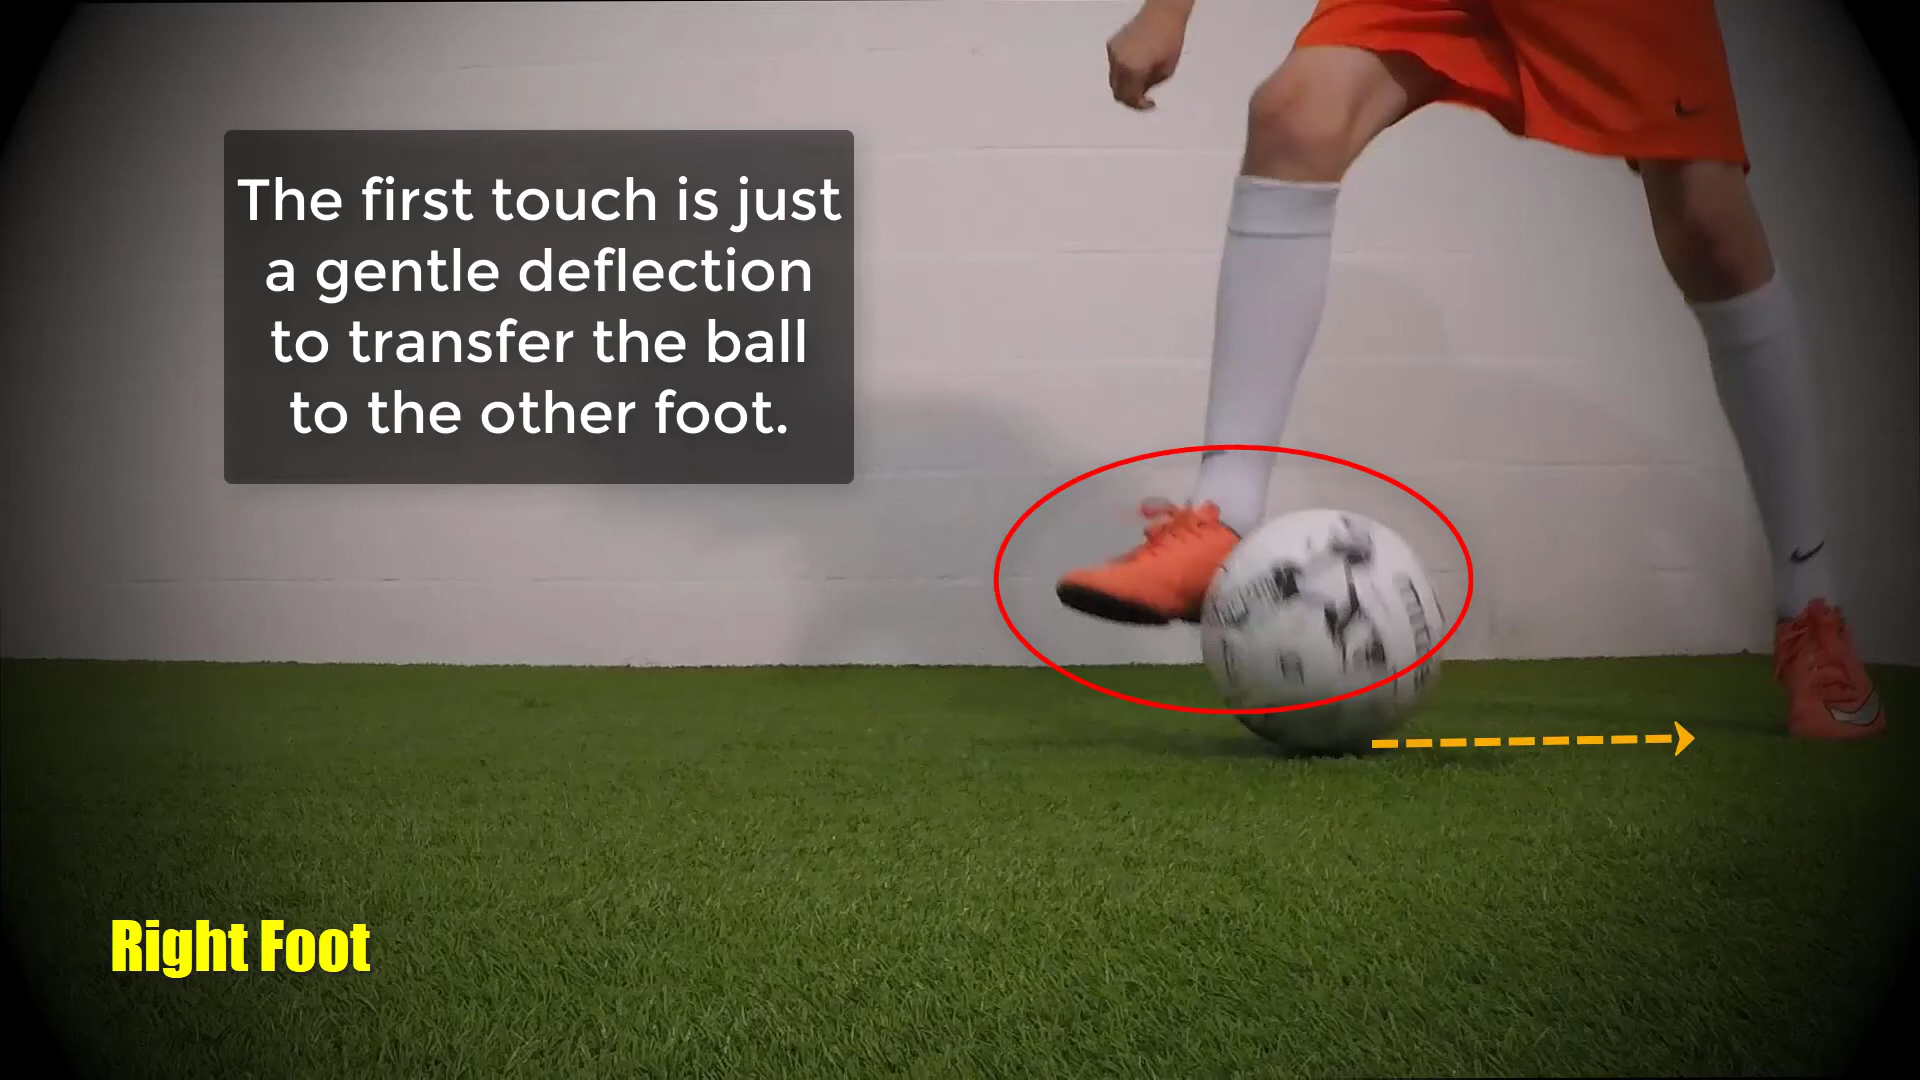 The first touch is just
a gentle deflection
to transfer the ball
to the other foot.
Right Foot